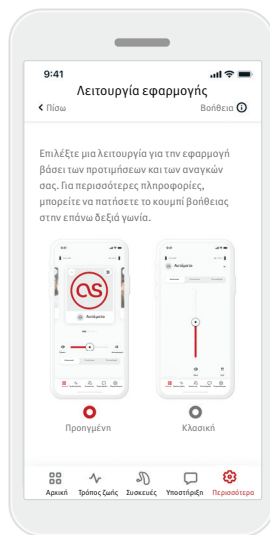 9:41
Λειτουργία εφαρμογής
Πίσω
Βοήθεια
Επιλέξτε μια λειτουργία για την εφαρμογή
βάσει των προτιμήσεων και των αναγκών
σας. Για περισσότερες πληροφορίες,
μπορείτε να πατήσετε το κουμπί βοήθειας
στην επάνω δεξιά γωνία.
Αυτόματο
Αυτόματο
Προηγμένη
Κλασική
Αρχική
Τρόπος ζωής
Συσκευές
Υποστήριξη
Περισσότερα